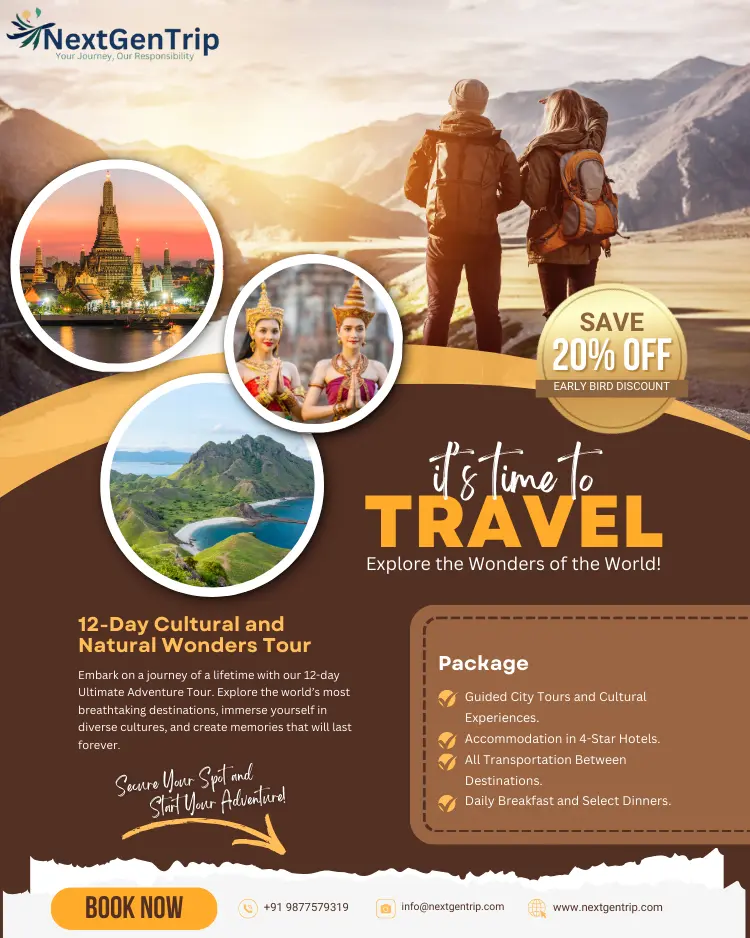 NextGenTrip
Your Journey, Our Responsibility
SAVE
20% OFF
EARLY BIRD DISCOUNT
it's time to
TRAVEL
Explore the Wonders of the World!
12-Day Cultural and
Natural Wonders Tour
Embark on a journey of a lifetime with our 12-day
Ultimate Adventure Tour. Explore the world's most
breathtaking destinations, immerse yourself in
diverse cultures, and create memories that will last
forever.
Secure Your Spot and
Start Your Adventure!
Package
Guided City Tours and Cultural
Experiences.
Accommodation in 4-Star Hotels.
All Transportation Between
Destinations.
Daily Breakfast and Select Dinners.
BOOK NOW
+91 9877579319
info@nextgentrip.com
www.nextgentrip.com